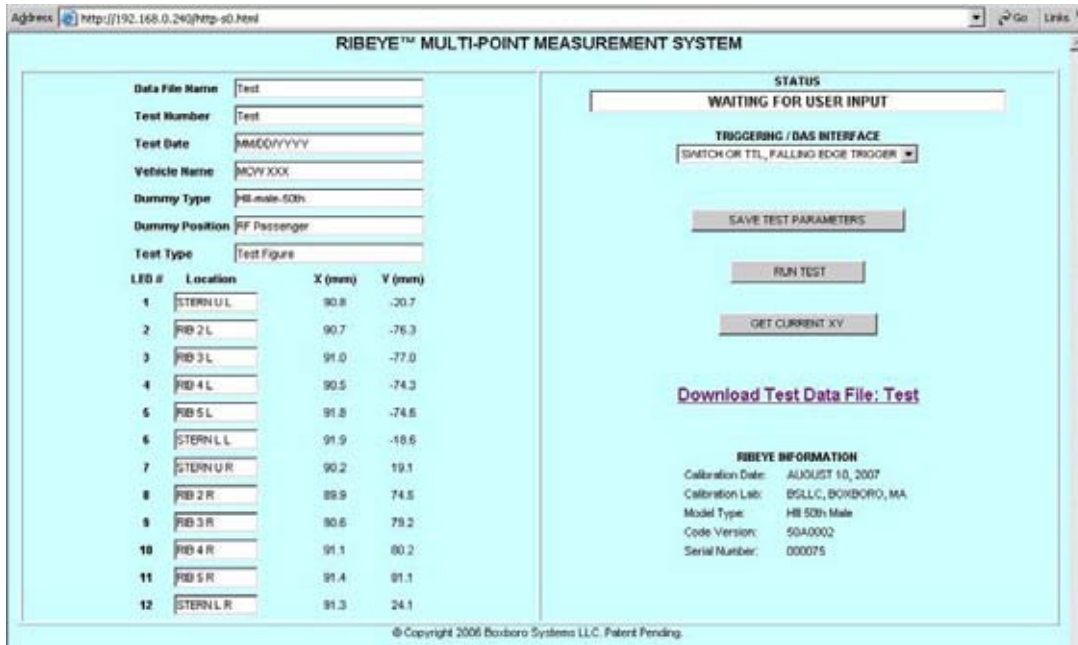 Address http://192.168.0.240/http-s0.html Go Links
RIBEYE™ MULTI-POINT MEASUREMENT SYSTEM
Data File Name Test
Test Number Test
Test Date MM/DD/YYYY
Vehicle Name MCW XXX
Dummy Type HII-male-50th
Dummy Position RF Passenger
Test Type Test Figure
LED # Location X (mm) Y (mm)
1 STERN U L 90.8 -20.7
2 RIB 2 L 90.7 -76.3
3 RIB 3 L 91.0 -77.0
4 RIB 4 L 90.5 -74.3
5 RIB 5 L 91.8 -74.6
6 STERN L L 91.9 -18.6
7 STERN U R 90.2 19.1
8 RIB 2 R 89.9 74.5
9 RIB 3 R 90.6 79.2
10 RIB 4 R 91.1 80.2
11 RIB 5 R 91.4 81.1
12 STERN L R 91.3 24.1
STATUS
WAITING FOR USER INPUT
TRIGGERING / DAS INTERFACE
SWITCH OR TTL, FALLING EDGE TRIGGER
SAVE TEST PARAMETERS
RUN TEST
GET CURRENT XY
Download Test Data File: Test
RIBEYE INFORMATION
Calibration Date: AUGUST 10, 2007
Calibration Lab: BSLLC, BOXBORO, MA
Model Type: HIII 50th Male
Code Version: 50A0002
Serial Number: 000075
© Copyright 2006 Boxboro Systems LLC. Patent Pending.